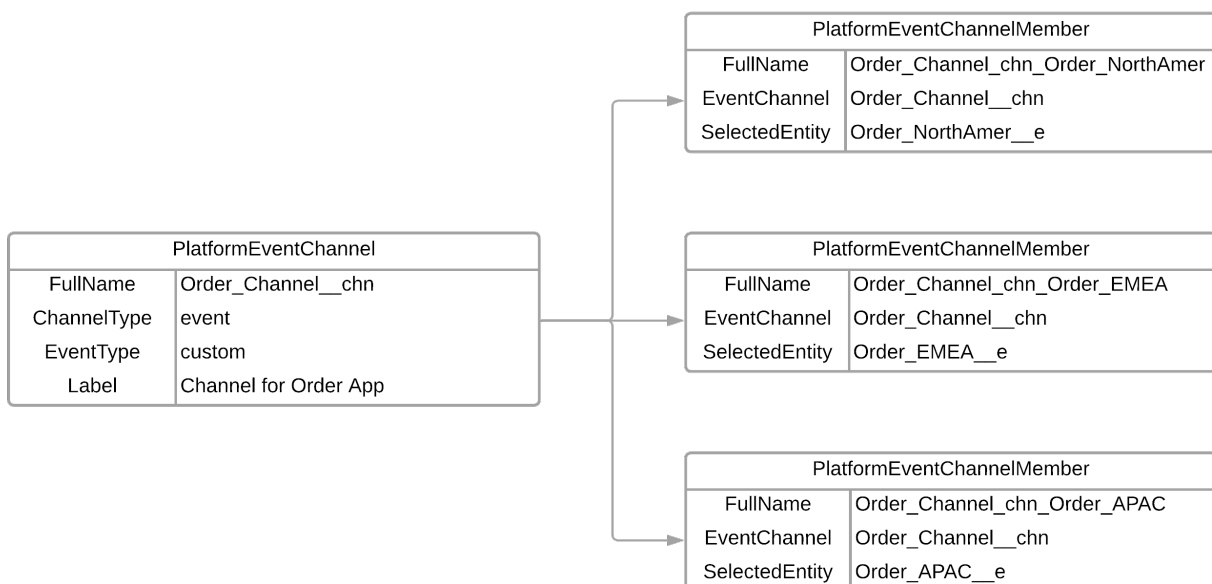 PlatformEventChannelMember
FullName Order_Channel_chn_Order_NorthAmer
EventChannel Order_Channel__chn
SelectedEntity Order_NorthAmer__e
PlatformEventChannel
FullName Order_Channel__chn
ChannelType event
EventType custom
Label Channel for Order App
PlatformEventChannelMember
FullName Order_Channel_chn_Order_EMEA
EventChannel Order_Channel__chn
SelectedEntity Order_EMEA__e
PlatformEventChannelMember
FullName Order_Channel_chn_Order_APAC
EventChannel Order_Channel__chn
SelectedEntity Order_APAC__e